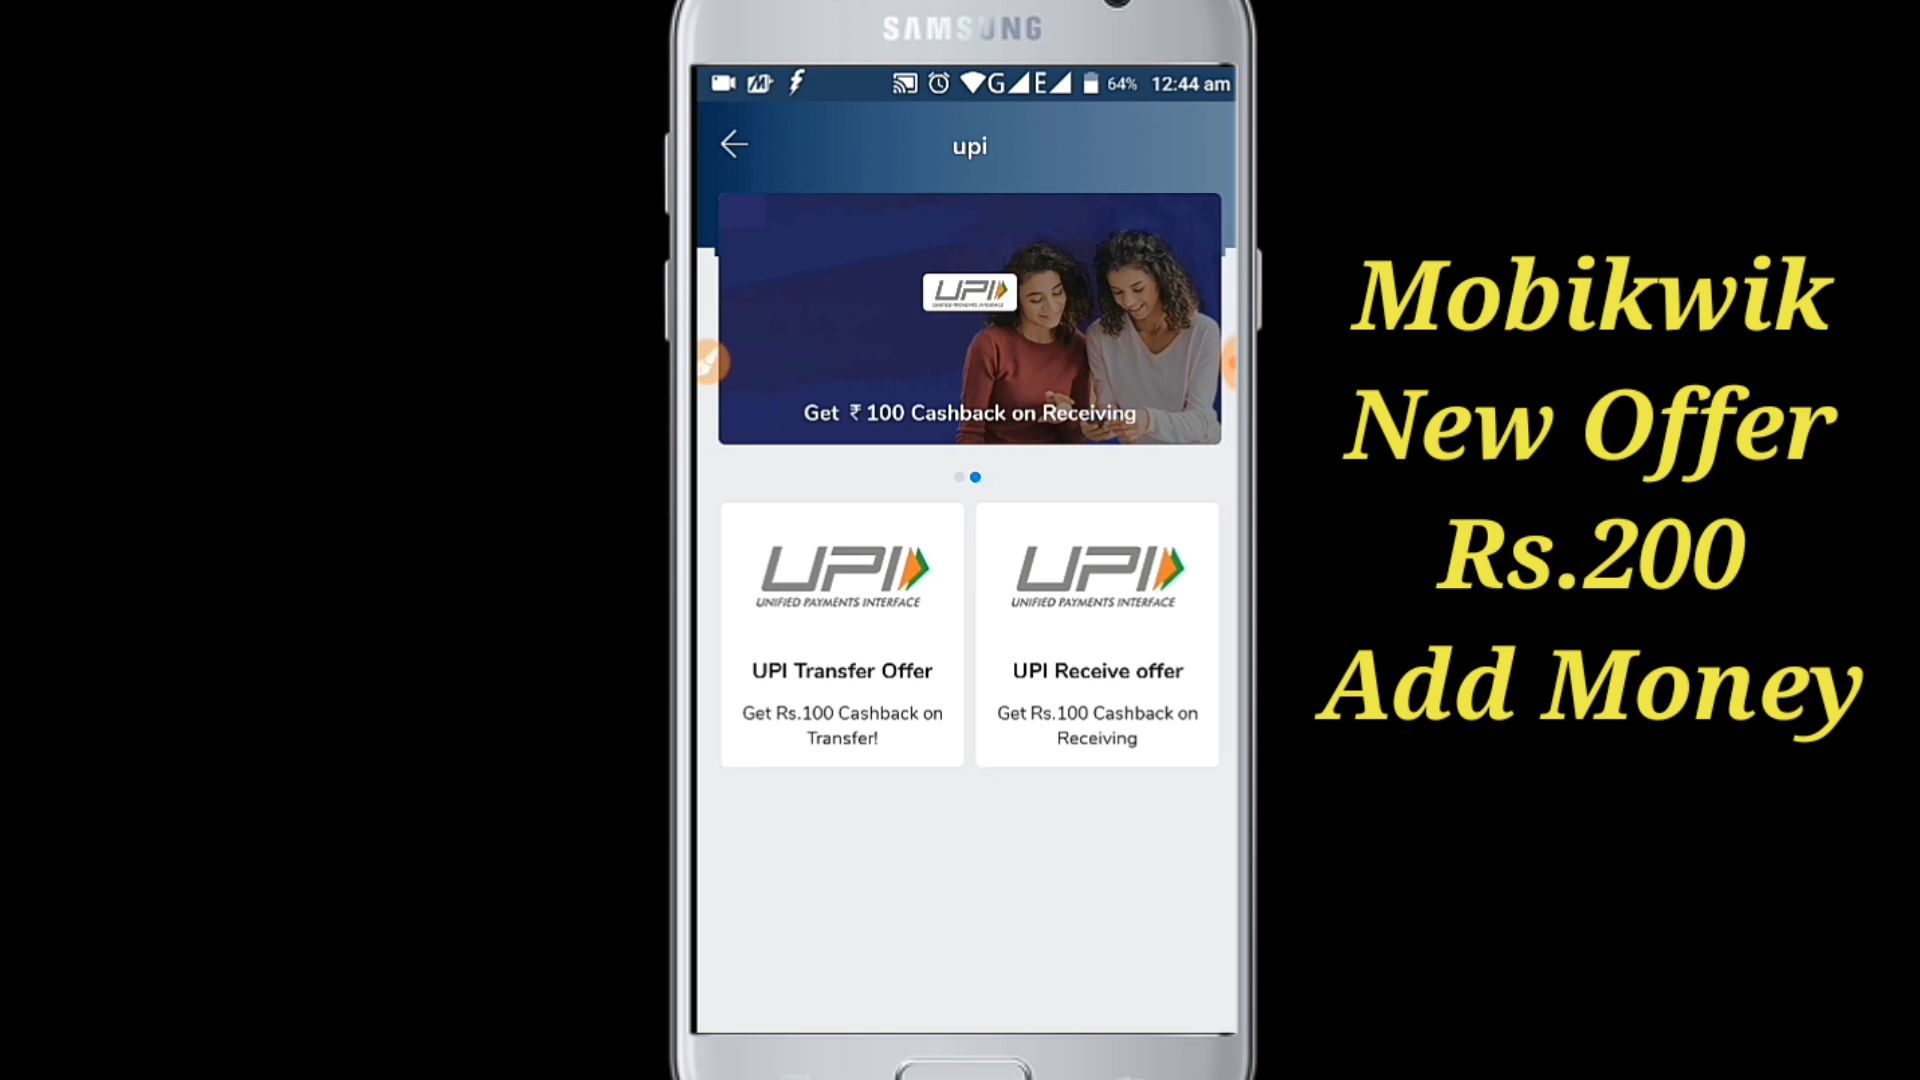 SAMSUNG
G E 64% 12:44 am
upi
UPI
UNIFIED PAYMENTS INTERFACE
Get ₹ 100 Cashback on Receiving
UPI
UNIFIED PAYMENTS INTERFACE
UPI Transfer Offer
Get Rs.100 Cashback on
Transfer!
UPI
UNIFIED PAYMENTS INTERFACE
UPI Receive offer
Get Rs.100 Cashback on
Receiving
Mobikwik
New Offer
Rs.200
Add Money